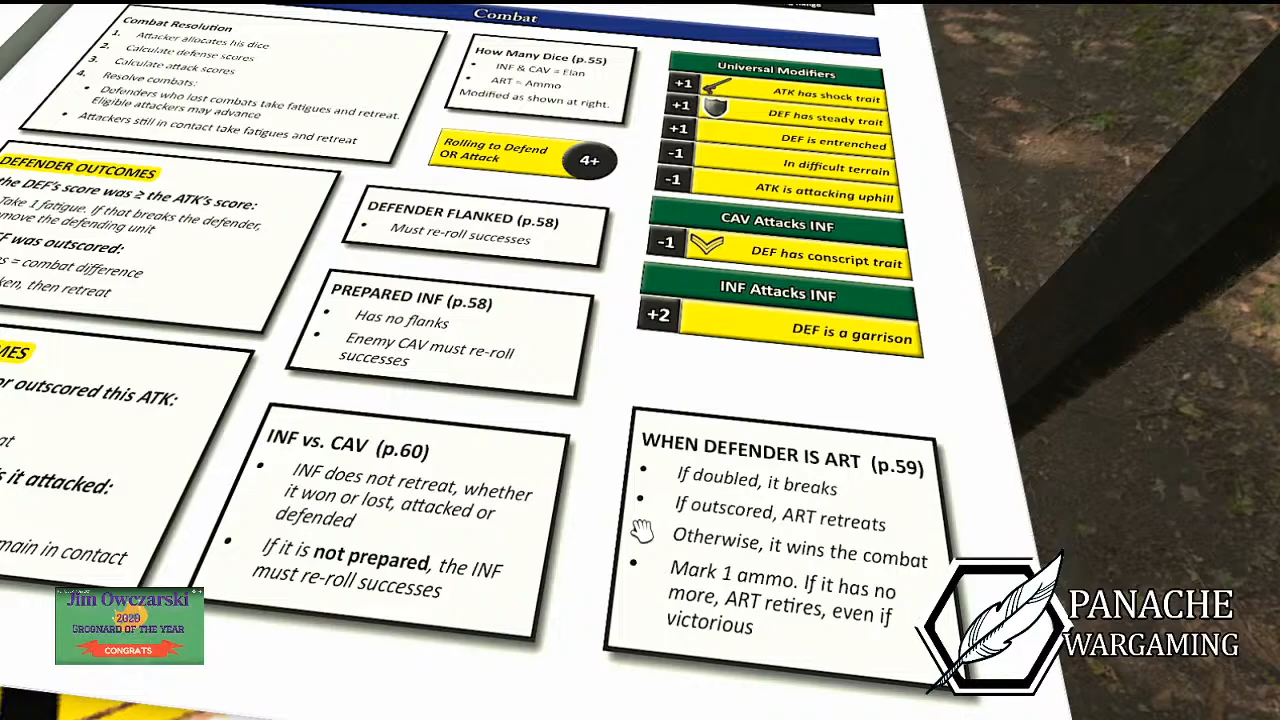 Combat
Combat Resolution
1. Attacker allocates his dice
2. Calculate defense scores
3. Calculate attack scores
4. Resolve combats:
• Defenders who lost combats take fatigues and retreat.
Eligible attackers may advance
• Attackers still in contact take fatigues and retreat
How Many Dice (p.55)
• INF & CAV = Elan
• ART = Ammo
Modified as shown at right.
Rolling to Defend
OR Attack
4+
DEFENDER OUTCOMES
the DEF's score was ≥ the ATK's score:
Take 1 fatigue. If that breaks the defender,
move the defending unit
F was outscored:
s = combat difference
ken, then retreat
DEFENDER FLANKED (p.58)
• Must re-roll successes
PREPARED INF (p.58)
• Has no flanks
• Enemy CAV must re-roll
successes
MES
or outscored this ATK:
at
s it attacked:
main in contact
INF vs. CAV (p.60)
• INF does not retreat, whether
it won or lost, attacked or
defended
• If it is not prepared, the INF
must re-roll successes
Universal Modifiers
+1 ATK has shock trait
+1 DEF has steady trait
+1 DEF is entrenched
-1 In difficult terrain
-1 ATK is attacking uphill
CAV Attacks INF
-1 DEF has conscript trait
INF Attacks INF
+2 DEF is a garrison
WHEN DEFENDER IS ART (p.59)
• If doubled, it breaks
• If outscored, ART retreats
Otherwise, it wins the combat
• Mark 1 ammo. If it has no
more, ART retires, even if
victorious
Jim Owczarski
2020
GROGNARD OF THE YEAR
CONGRATS
PANACHE
WARGAMING